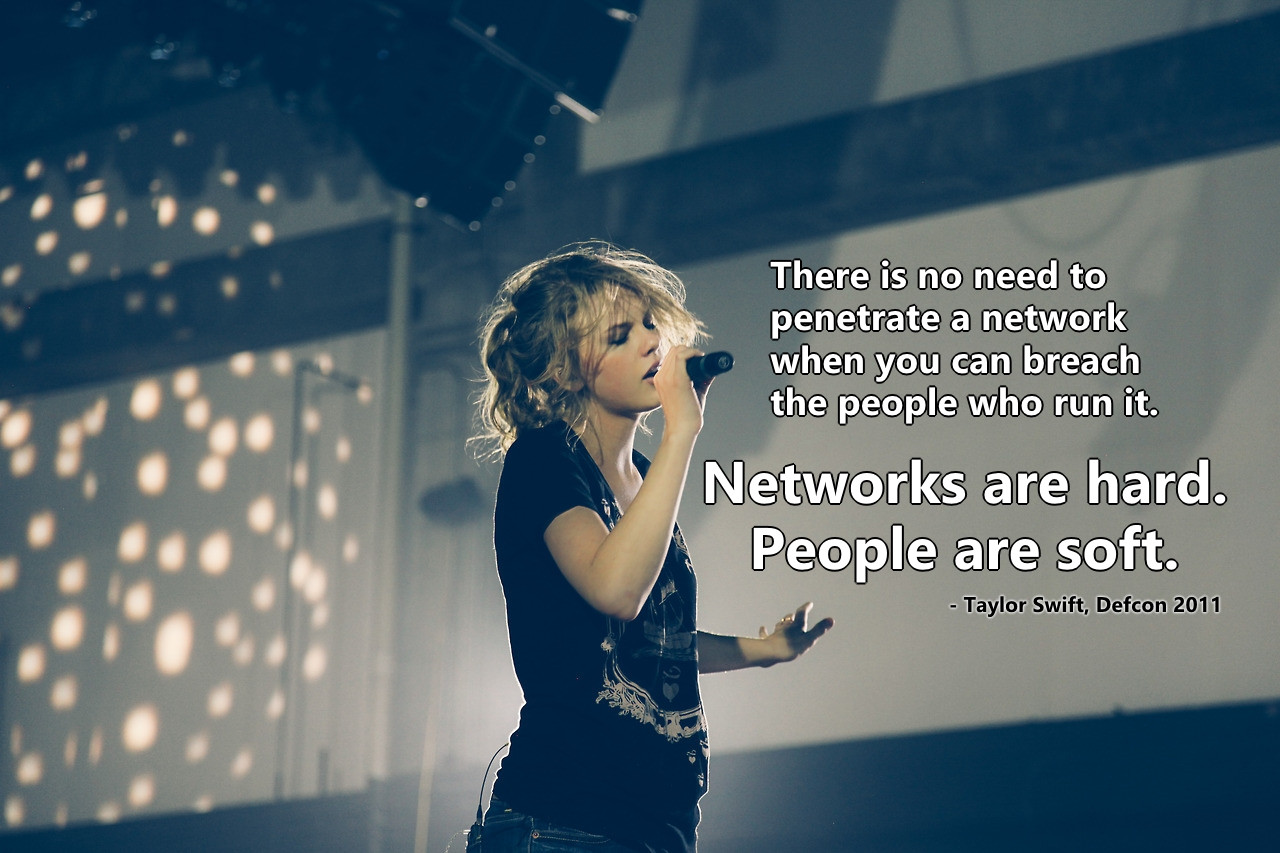 There is no need to
penetrate a network
when you can breach
the people who run it.
Networks are hard.
People are soft.
- Taylor Swift, Defcon 2011